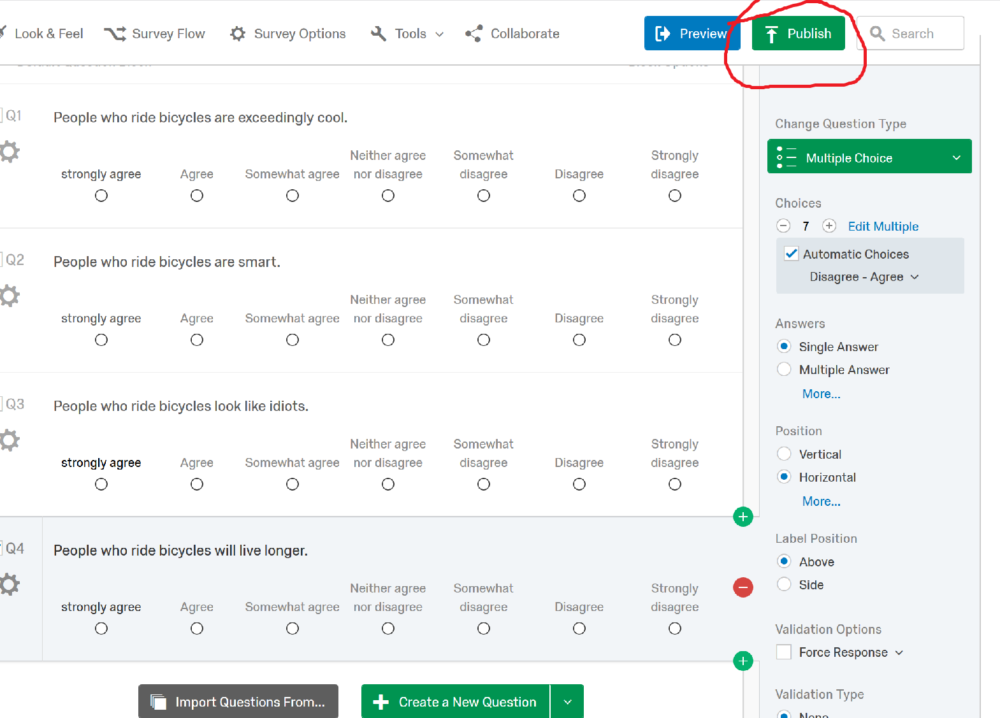 Look & Feel
Survey Flow
Survey Options
Tools
Collaborate
Preview
Publish
Search
Q1
People who ride bicycles are exceedingly cool.
strongly agree
Agree
Somewhat agree
Neither agree
nor disagree
Somewhat
disagree
Disagree
Strongly
disagree
Q2
People who ride bicycles are smart.
strongly agree
Agree
Somewhat agree
Neither agree
nor disagree
Somewhat
disagree
Disagree
Strongly
disagree
Q3
People who ride bicycles look like idiots.
strongly agree
Agree
Somewhat agree
Neither agree
nor disagree
Somewhat
disagree
Disagree
Strongly
disagree
Q4
People who ride bicycles will live longer.
strongly agree
Agree
Somewhat agree
Neither agree
nor disagree
Somewhat
disagree
Disagree
Strongly
disagree
Import Questions From...
Create a New Question
Change Question Type
Multiple Choice
Choices
7
Edit Multiple
Automatic Choices
Disagree - Agree
Answers
Single Answer
Multiple Answer
More...
Position
Vertical
Horizontal
More...
Label Position
Above
Side
Validation Options
Force Response
Validation Type
None